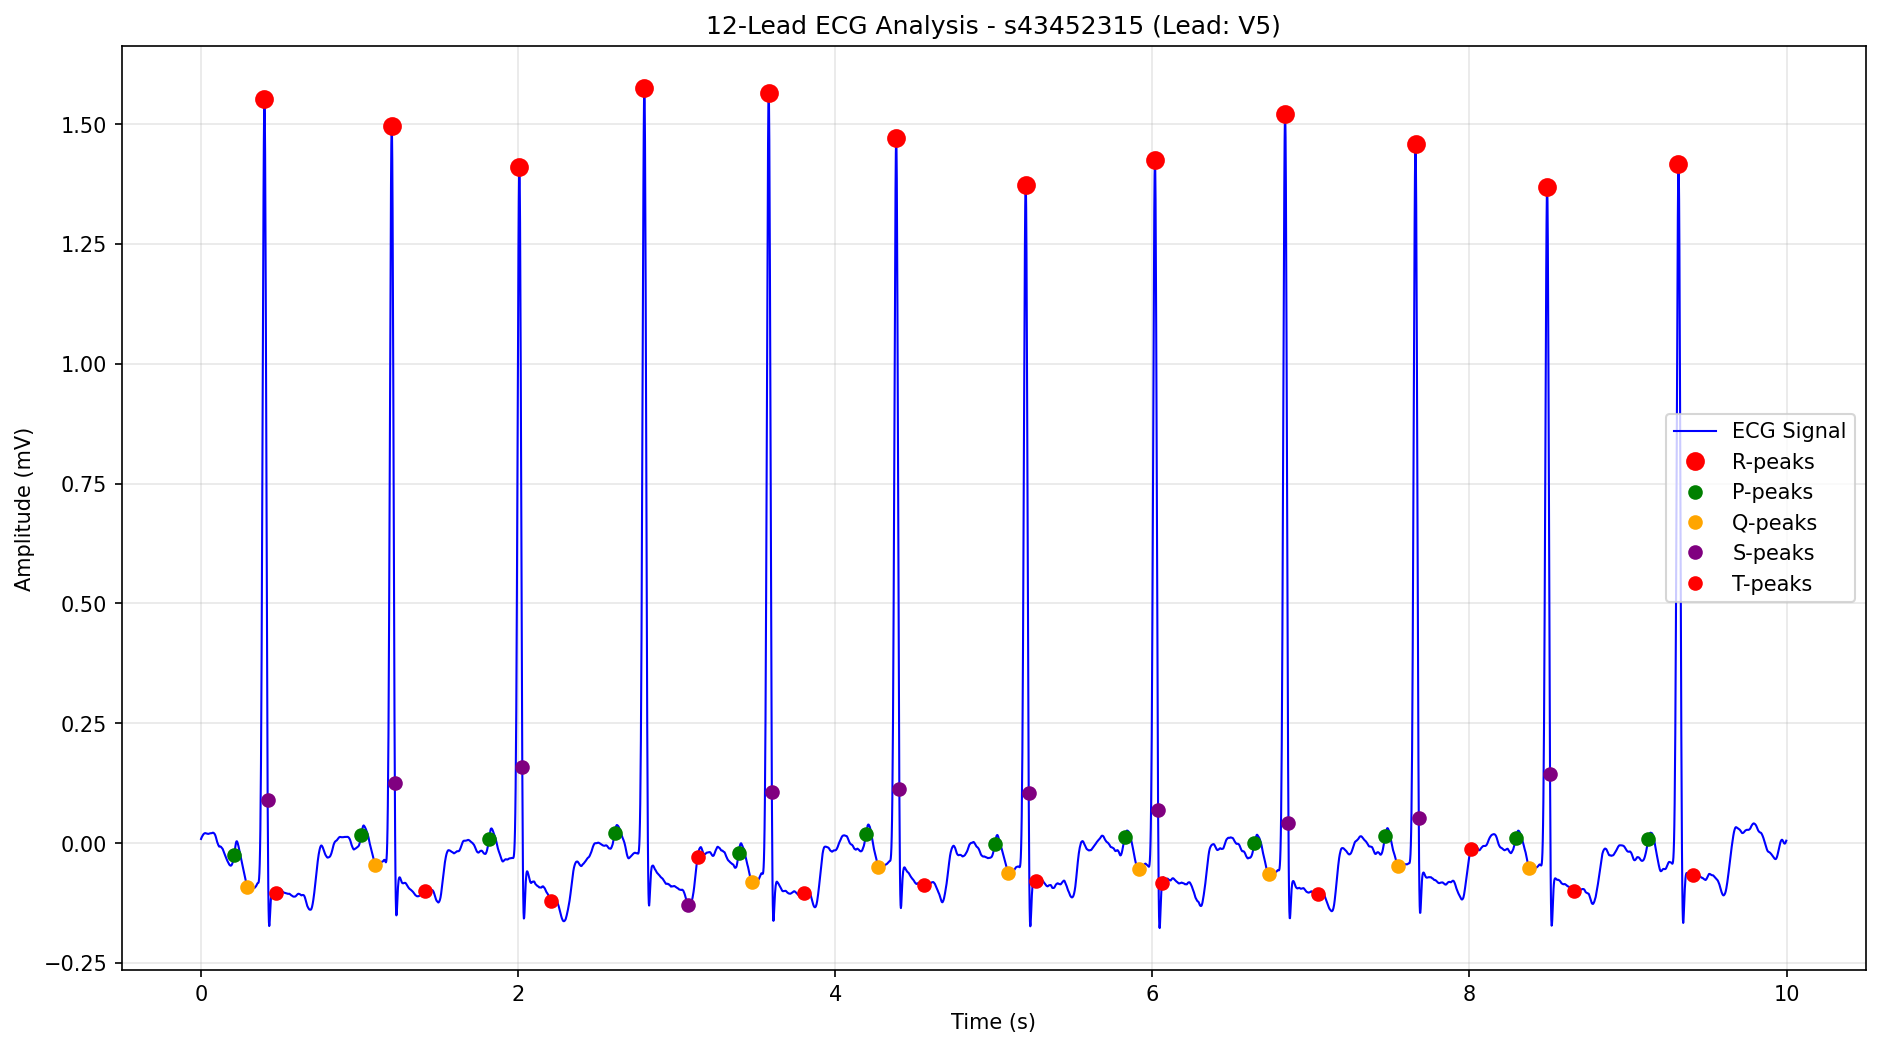 12-Lead ECG Analysis - s43452315 (Lead: V5)
Amplitude (mV)
1.50
1.25
1.00
0.75
0.50
0.25
0.00
−0.25
ECG Signal
R-peaks
P-peaks
Q-peaks
S-peaks
T-peaks
0 2 4 6 8 10
Time (s)